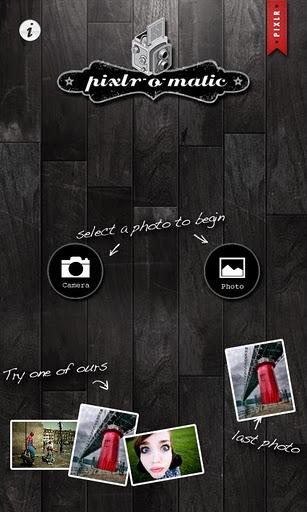 i
PIXLR
pixlr-o-matic
select a photo to begin
Camera
Photo
Try one of ours
last photo